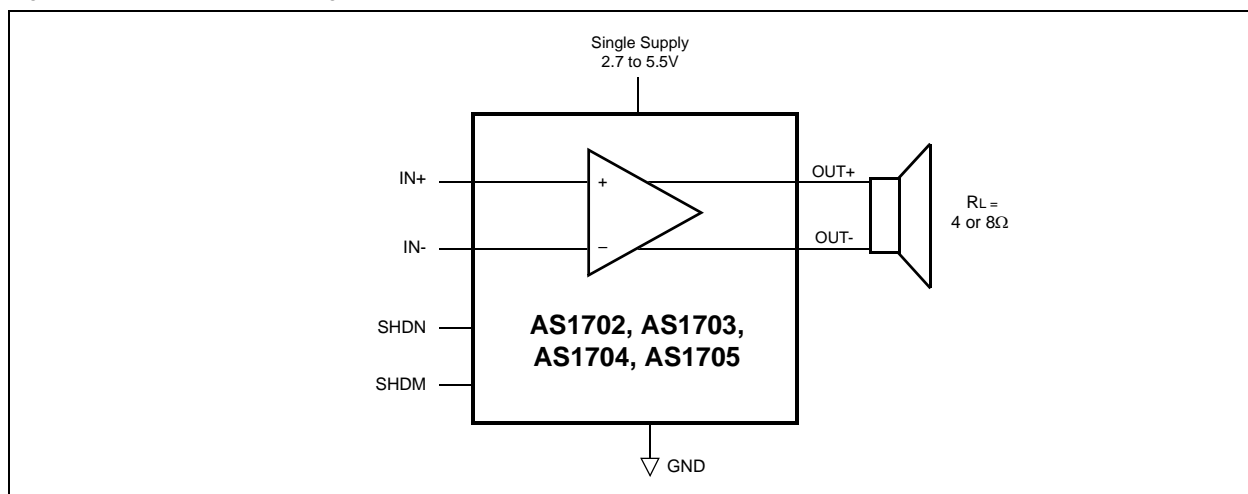 Single Supply
2.7 to 5.5V
IN+
+
OUT+
RL =
4 or 8Ω
IN-
–
OUT-
SHDN
AS1702, AS1703,
AS1704, AS1705
SHDM
GND